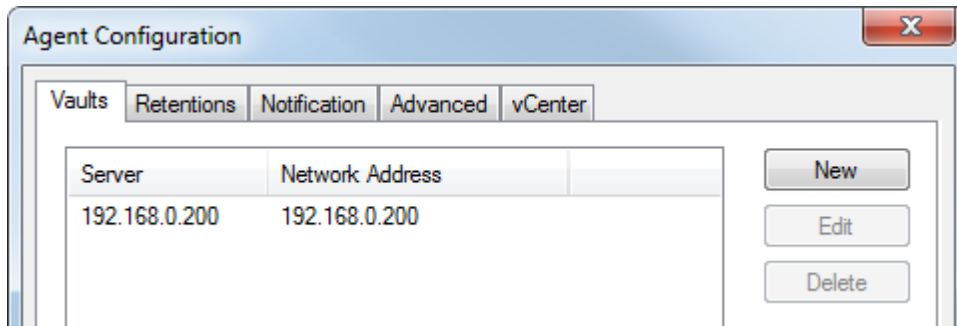 Agent Configuration
Vaults Retentions Notification Advanced vCenter
Server Network Address New
192.168.0.200 192.168.0.200
Edit
Delete